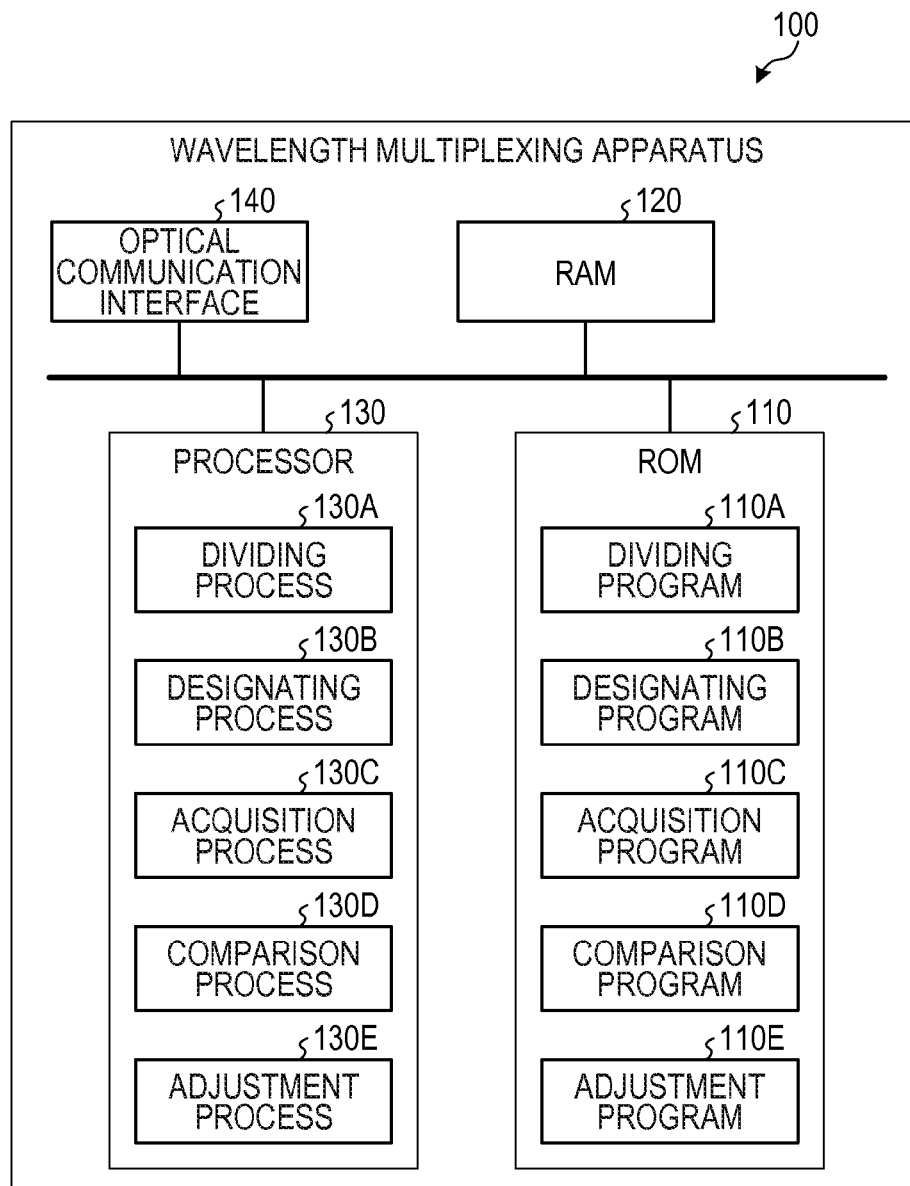 100
WAVELENGTH MULTIPLEXING APPARATUS
140
OPTICAL
COMMUNICATION
INTERFACE
120
RAM
130
PROCESSOR
130A
DIVIDING
PROCESS
130B
DESIGNATING
PROCESS
130C
ACQUISITION
PROCESS
130D
COMPARISON
PROCESS
130E
ADJUSTMENT
PROCESS
110
ROM
110A
DIVIDING
PROGRAM
110B
DESIGNATING
PROGRAM
110C
ACQUISITION
PROGRAM
110D
COMPARISON
PROGRAM
110E
ADJUSTMENT
PROGRAM